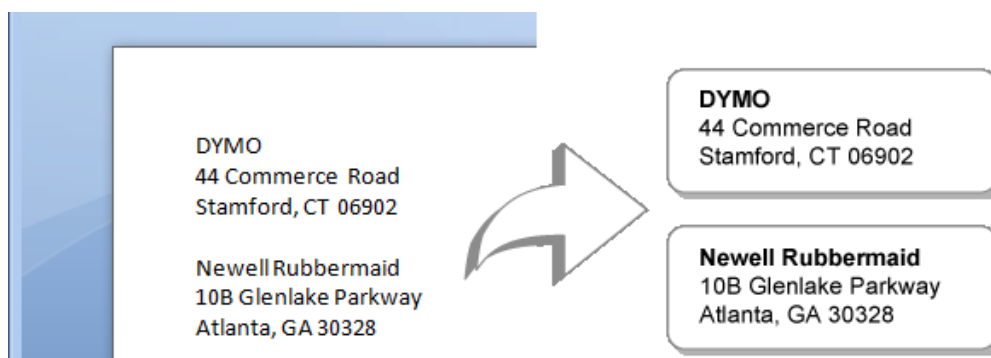 DYMO
44 Commerce Road
Stamford, CT 06902
Newell Rubbermaid
10B Glenlake Parkway
Atlanta, GA 30328
DYMO
44 Commerce Road
Stamford, CT 06902
Newell Rubbermaid
10B Glenlake Parkway
Atlanta, GA 30328